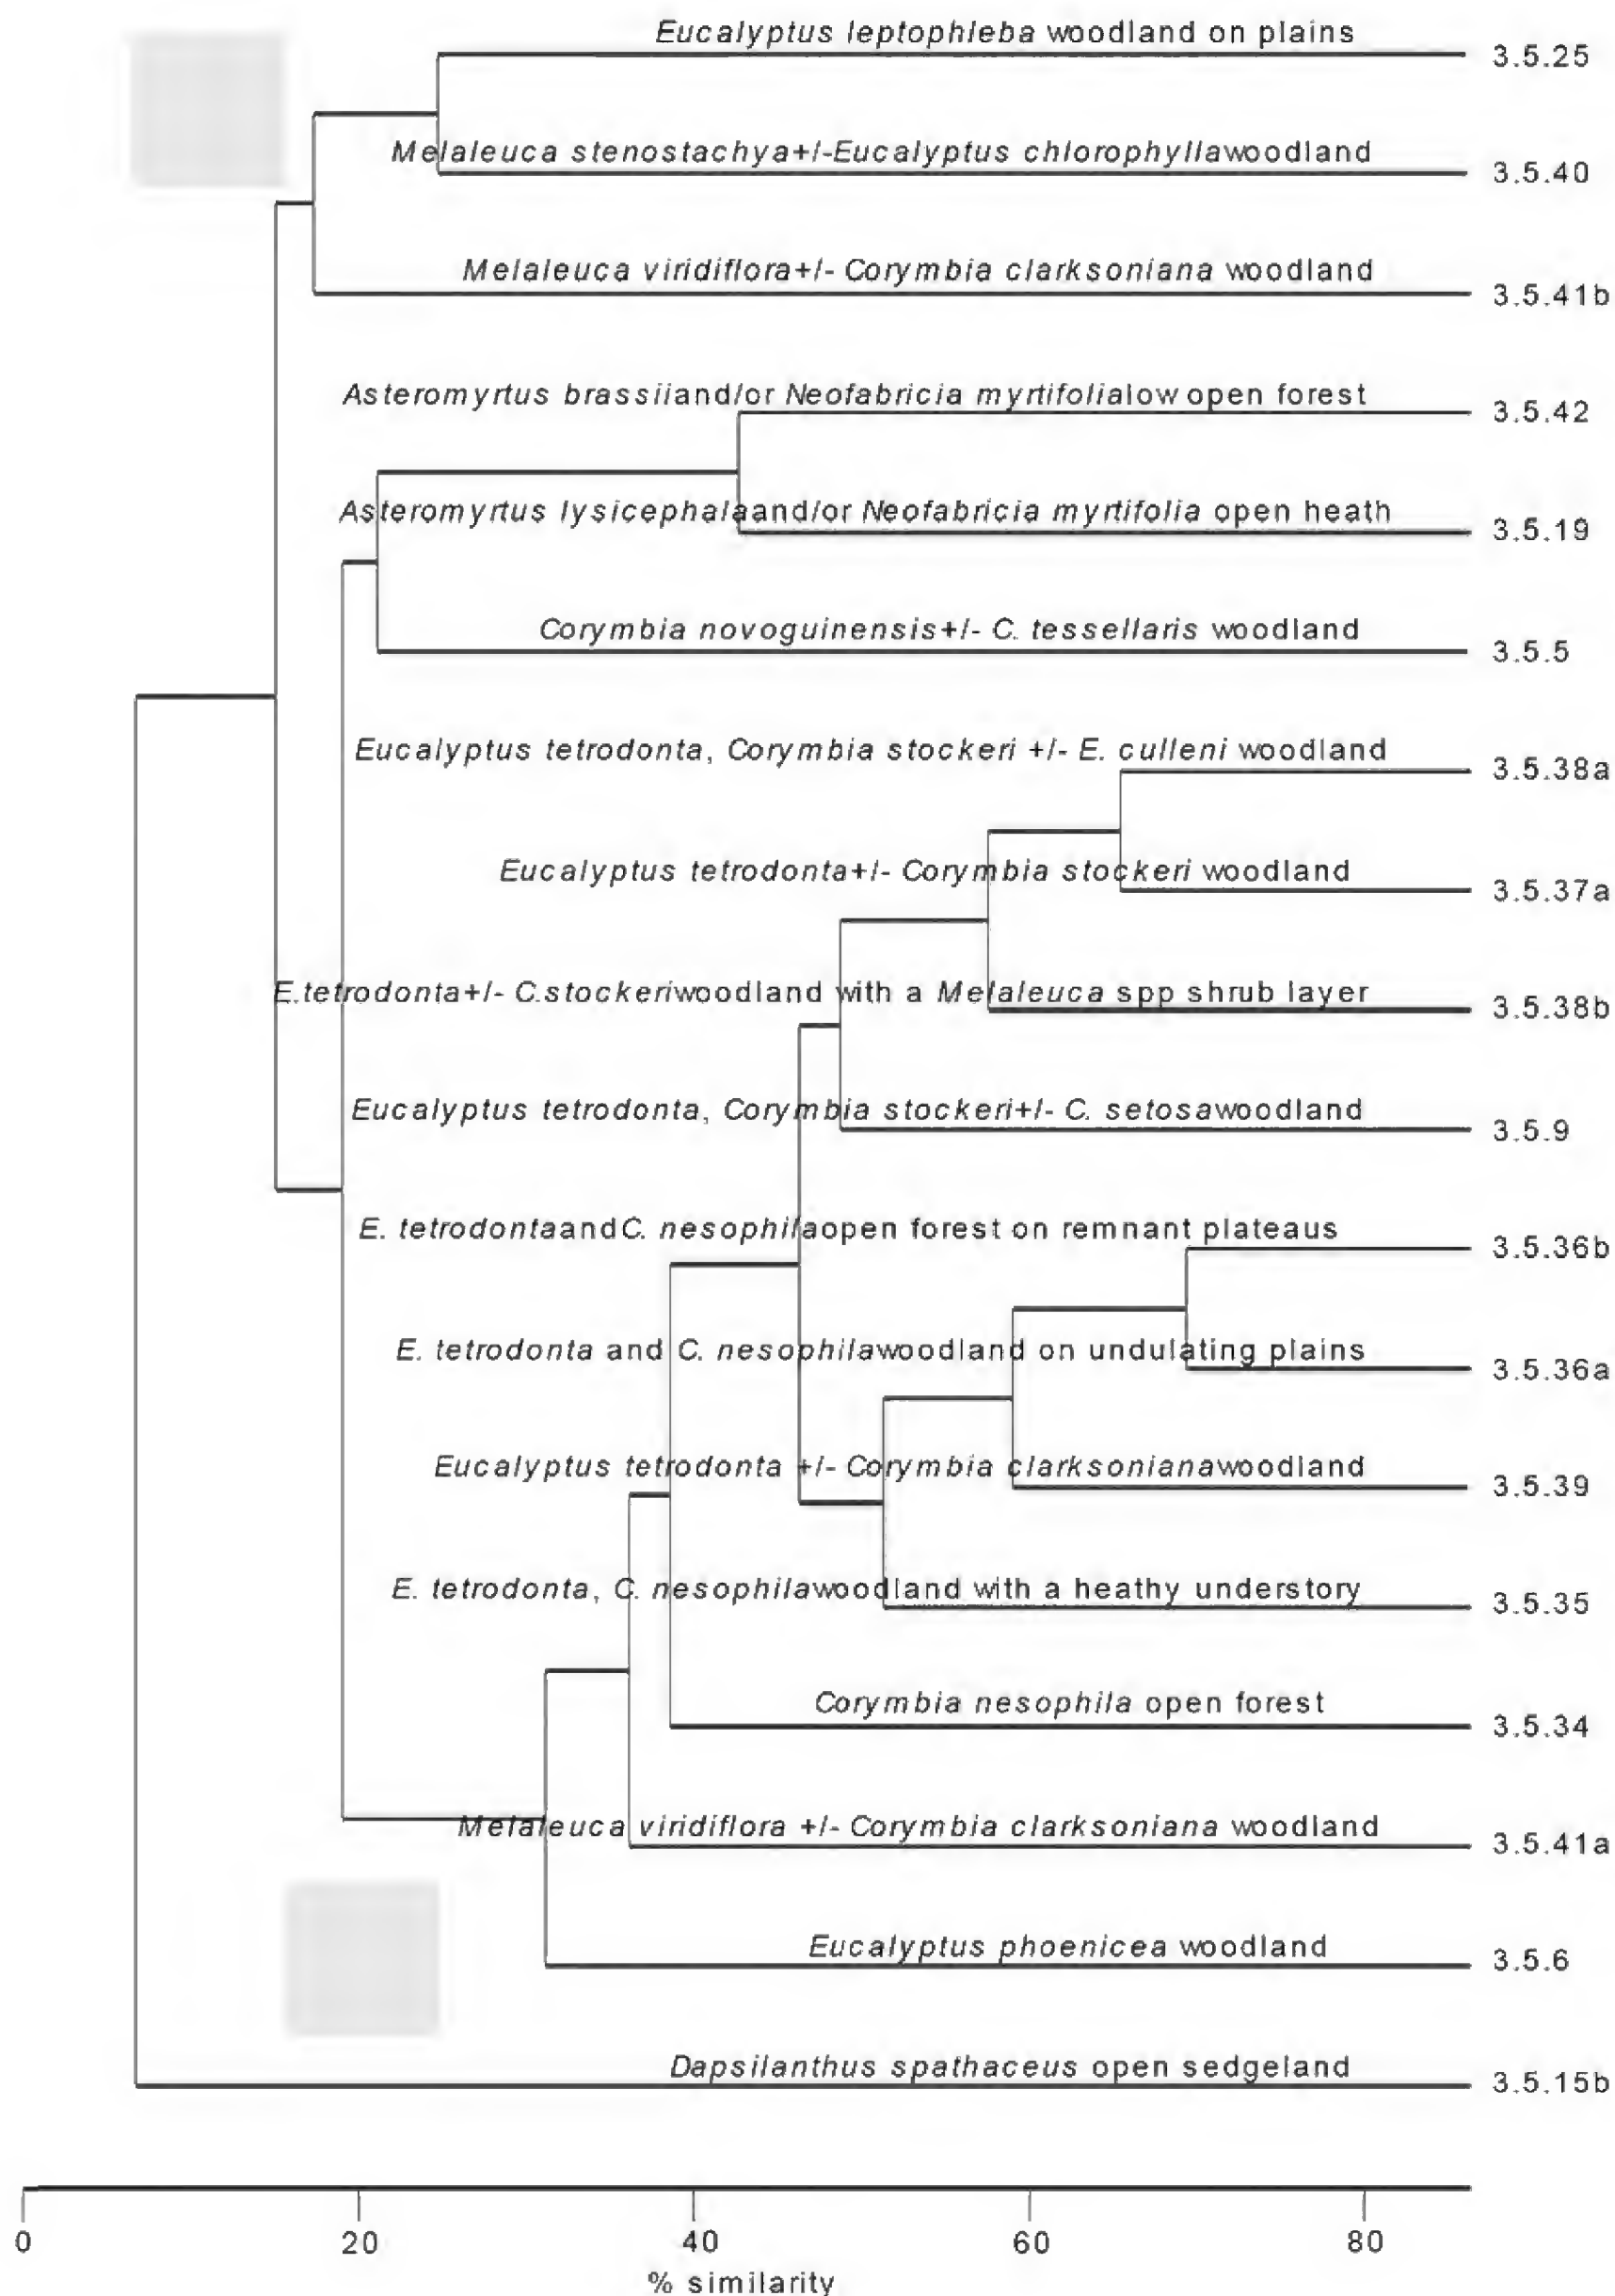 Eucalyptus leptophleba woodland on plains 3.5.25
Melaleuca stenostachya+/-Eucalyptus chlorophyllawoodland 3.5.40
Melaleuca viridiflora+/- Corymbia clarksoniana woodland 3.5.41b
Asteromyrtus brassiiand/or Neofabricia myrtifolialow open forest 3.5.42
Asteromyrtus lysicephalaand/or Neofabricia myrtifolia open heath 3.5.19
Corymbia novoguinensis+/- C. tessellaris woodland 3.5.5
Eucalyptus tetrodonta, Corymbia stockeri +/- E. culleni woodland 3.5.38a
Eucalyptus tetrodonta+/- Corymbia stockeri woodland 3.5.37a
E.tetrodonta+/- C.stockeriwoodland with a Melaleuca spp shrub layer 3.5.38b
Eucalyptus tetrodonta, Corymbia stockeri+/- C. setosawoodland 3.5.9
E. tetrodontaandC. nesophilaopen forest on remnant plateaus 3.5.36b
E. tetrodonta and C. nesophilawoodland on undulating plains 3.5.36a
Eucalyptus tetrodonta +/- Corymbia clarksonianawoodland 3.5.39
E. tetrodonta, C. nesophilawoodland with a heathy understory 3.5.35
Corymbia nesophila open forest 3.5.34
Melaleuca viridiflora +/- Corymbia clarksoniana woodland 3.5.41a
Eucalyptus phoenicea woodland 3.5.6
Dapsilanthus spathaceus open sedgeland 3.5.15b
0 20 40 60 80
% similarity